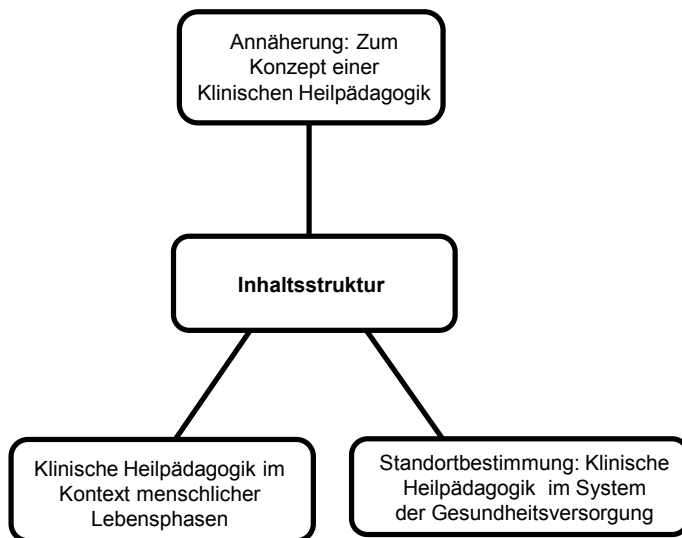 Annäherung: Zum
Konzept einer
Klinischen Heilpädagogik
Inhaltsstruktur
Klinische Heilpädagogik im
Kontext menschlicher
Lebensphasen
Standortbestimmung: Klinische
Heilpädagogik im System
der Gesundheitsversorgung